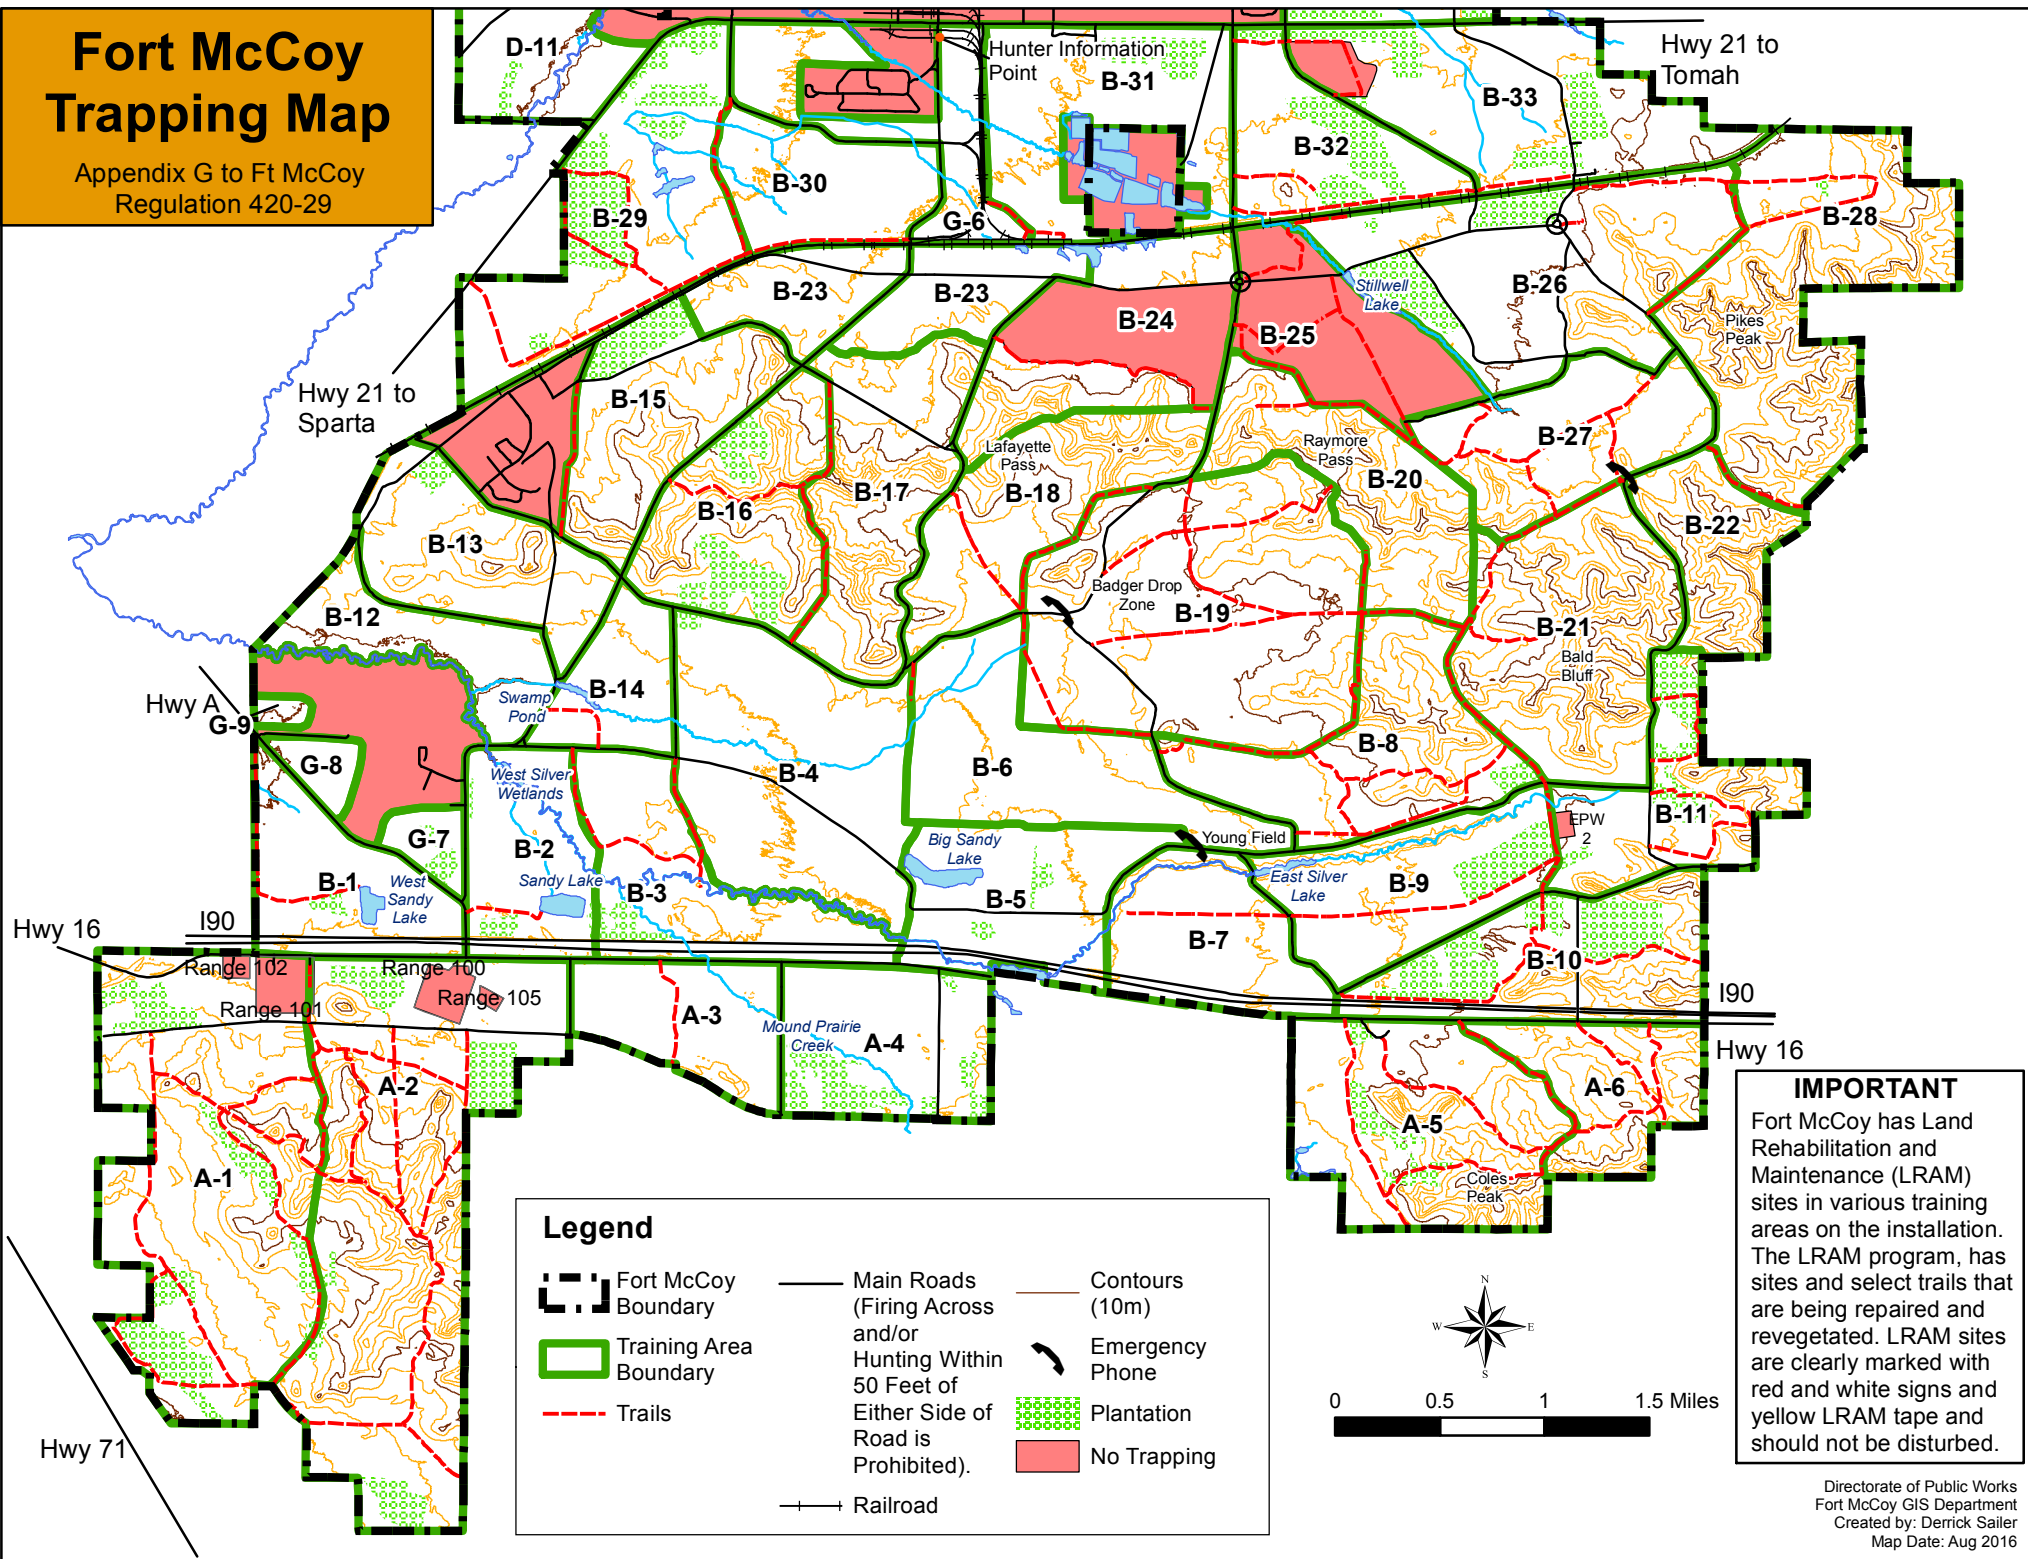 Fort McCoy
Trapping Map
Appendix G to Ft McCoy
Regulation 420-29
D-11
Hunter Information
Point
B-31
Hwy 21 to
Tomah
B-33
B-32
B-30
B-29
G-6
B-28
B-23
B-23
B-24
B-25
Stillwell
Lake
B-26
Pikes
Peak
Hwy 21 to
Sparta
B-15
B-16
B-17
Lafayette
Pass
B-18
Raymore
Pass
B-20
B-27
B-22
B-13
B-12
Badger Drop
Zone
B-19
B-21
Bald
Bluff
Hwy A
G-9
G-8
Swamp
Pond
B-14
West Silver
Wetlands
B-4
B-6
B-8
G-7
B-2
Big Sandy
Lake
Young Field
EPW
2
B-11
B-1
West
Sandy
Lake
Sandy Lake
B-3
B-5
East Silver
Lake
B-9
B-7
B-10
Hwy 16
I90
Range 102
Range 100
Range 105
Range 101
A-3
Mound Prairie
Creek
A-4
I90
Hwy 16
A-2
A-1
A-5
A-6
Coles
Peak
Hwy 71
Legend
Fort McCoy
Boundary
Training Area
Boundary
Trails
Main Roads
(Firing Across
and/or
Hunting Within
50 Feet of
Either Side of
Road is
Prohibited).
Railroad
Contours
(10m)
Emergency
Phone
Plantation
No Trapping
N
W
E
S
0 0.5 1 1.5 Miles
IMPORTANT
Fort McCoy has Land
Rehabilitation and
Maintenance (LRAM)
sites in various training
areas on the installation.
The LRAM program, has
sites and select trails that
are being repaired and
revegetated. LRAM sites
are clearly marked with
red and white signs and
yellow LRAM tape and
should not be disturbed.
Directorate of Public Works
Fort McCoy GIS Department
Created by: Derrick Sailer
Map Date: Aug 2016